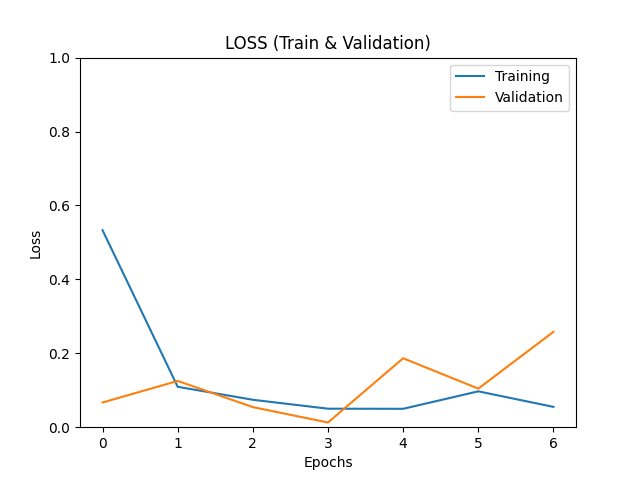 LOSS (Train & Validation)
1.0
0.8
0.6
0.4
0.2
0.0
Loss
Training
Validation
0 1 2 3 4 5 6
Epochs